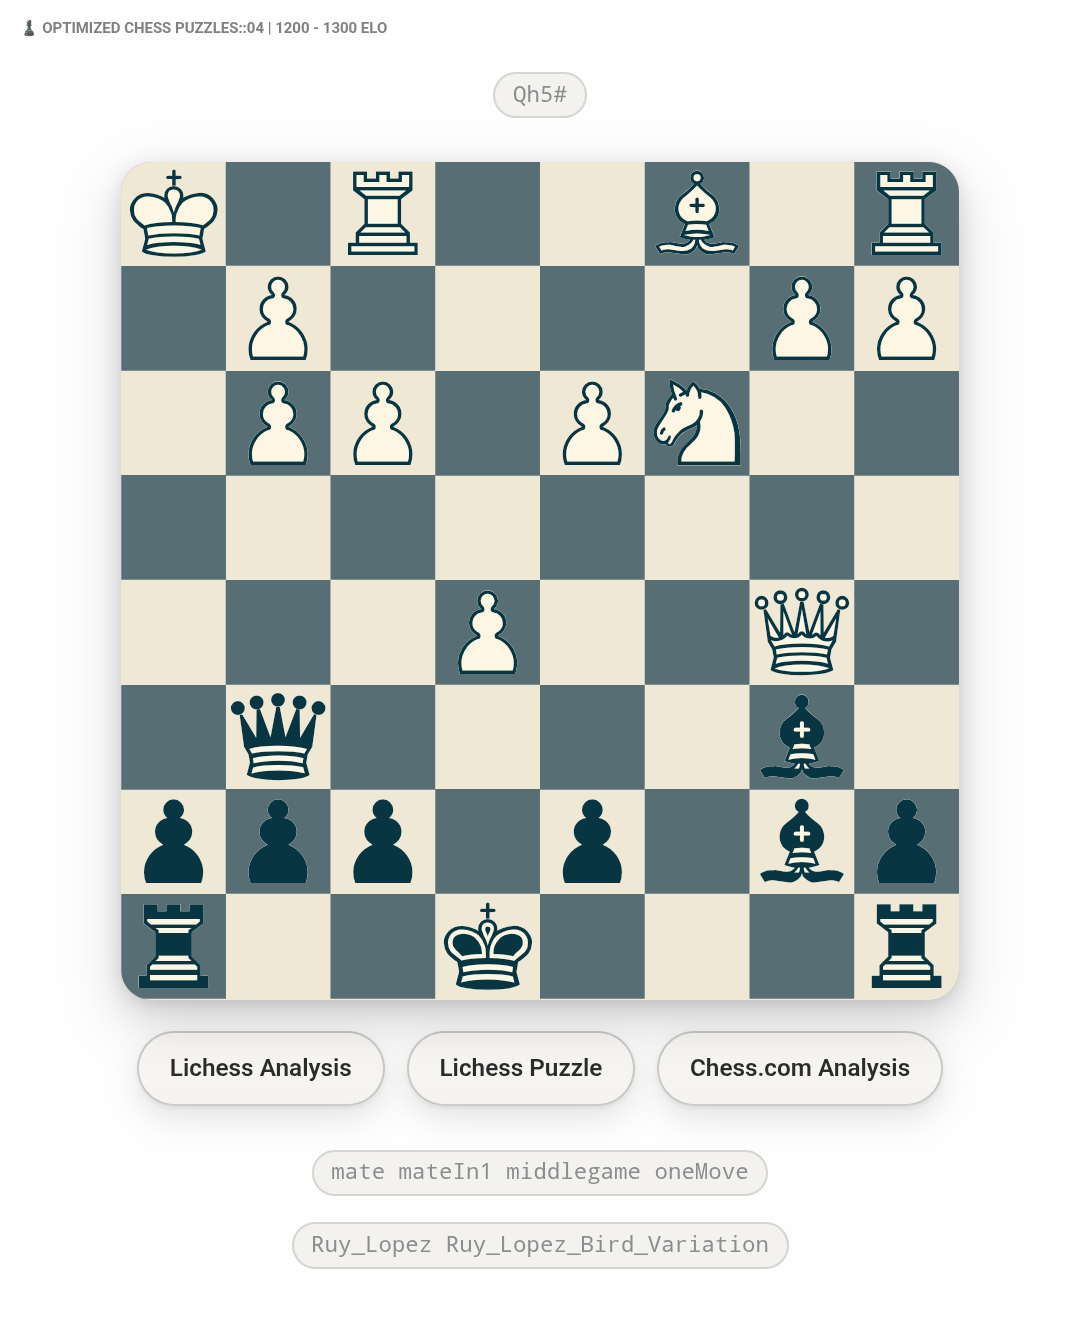 OPTIMIZED CHESS PUZZLES::04 | 1200 - 1300 ELO
Qh5#
Lichess Analysis Lichess Puzzle Chess.com Analysis
mate mateIn1 middlegame oneMove
Ruy_Lopez Ruy_Lopez_Bird_Variation